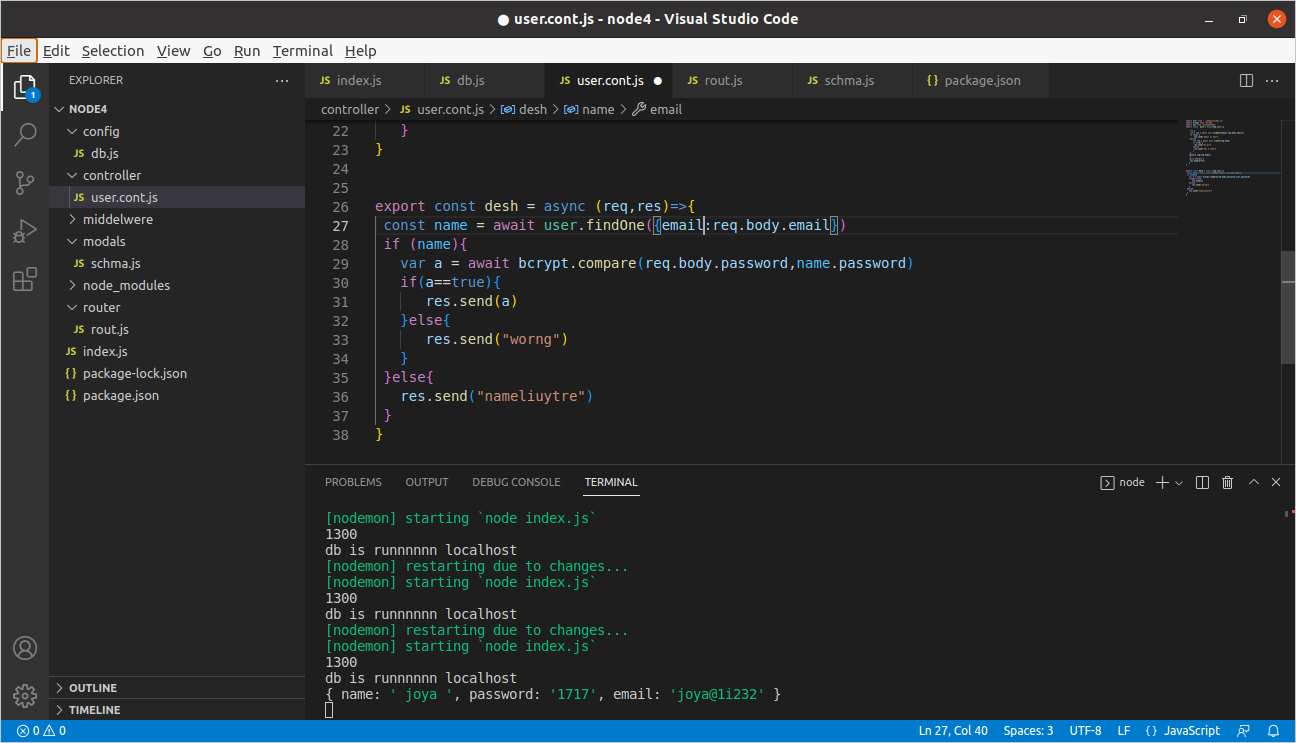 user.cont.js - node4 - Visual Studio Code
File Edit Selection View Go Run Terminal Help
EXPLORER
NODE4
config
JS db.js
controller
JS user.cont.js
middelwere
modals
JS schma.js
node_modules
router
JS rout.js
JS index.js
{} package-lock.json
{} package.json
OUTLINE
TIMELINE
1
JS index.js JS db.js JS user.cont.js JS rout.js JS schma.js {} package.json
controller > JS user.cont.js > desh > name > email
22 }
23 }
24
25
26 export const desh = async (req,res)=>{
27 const name = await user.findOne({email:req.body.email})
28 if (name){
29 var a = await bcrypt.compare(req.body.password,name.password)
30 if(a==true){
31 res.send(a)
32 }else{
33 res.send("worng")
34 }
35 }else{
36 res.send("nameliuytre")
37 }
38 }
PROBLEMS OUTPUT DEBUG CONSOLE TERMINAL
node
[nodemon] starting `node index.js`
1300
db is runnnnnn localhost
[nodemon] restarting due to changes...
[nodemon] starting `node index.js`
1300
db is runnnnnn localhost
[nodemon] restarting due to changes...
[nodemon] starting `node index.js`
1300
db is runnnnnn localhost
{ name: ' joya ', password: '1717', email: 'joya@1i232' }
0 0 Ln 27, Col 40 Spaces: 3 UTF-8 LF {} JavaScript